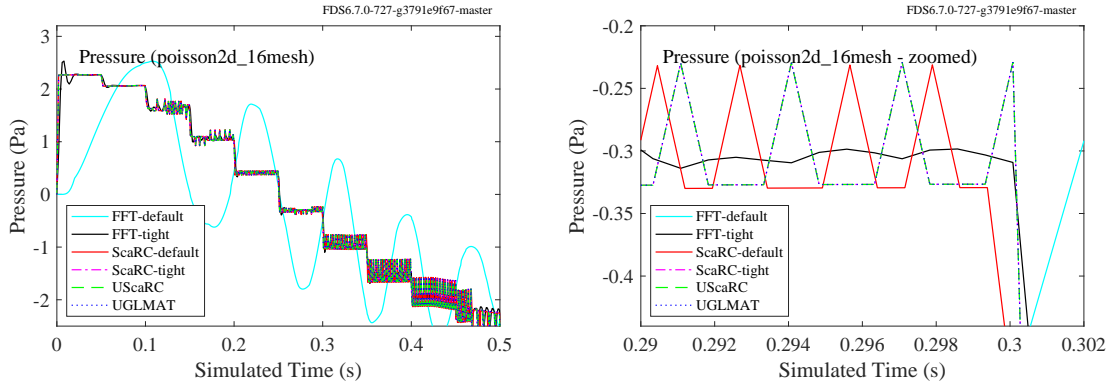 FDS6.7.0-727-g3791e9f67-master
Pressure (poisson2d_16mesh)
3
2
1
0
-1
-2
Pressure (Pa)
FFT-default
FFT-tight
ScaRC-default
ScaRC-tight
UScaRC
UGLMAT
0
0.1
0.2
0.3
0.4
0.5
Simulated Time (s)
FDS6.7.0-727-g3791e9f67-master
Pressure (poisson2d_16mesh - zoomed)
-0.2
-0.25
-0.3
-0.35
-0.4
Pressure (Pa)
FFT-default
FFT-tight
ScaRC-default
ScaRC-tight
UScaRC
UGLMAT
0.29
0.292
0.294
0.296
0.298
0.3
0.302
Simulated Time (s)